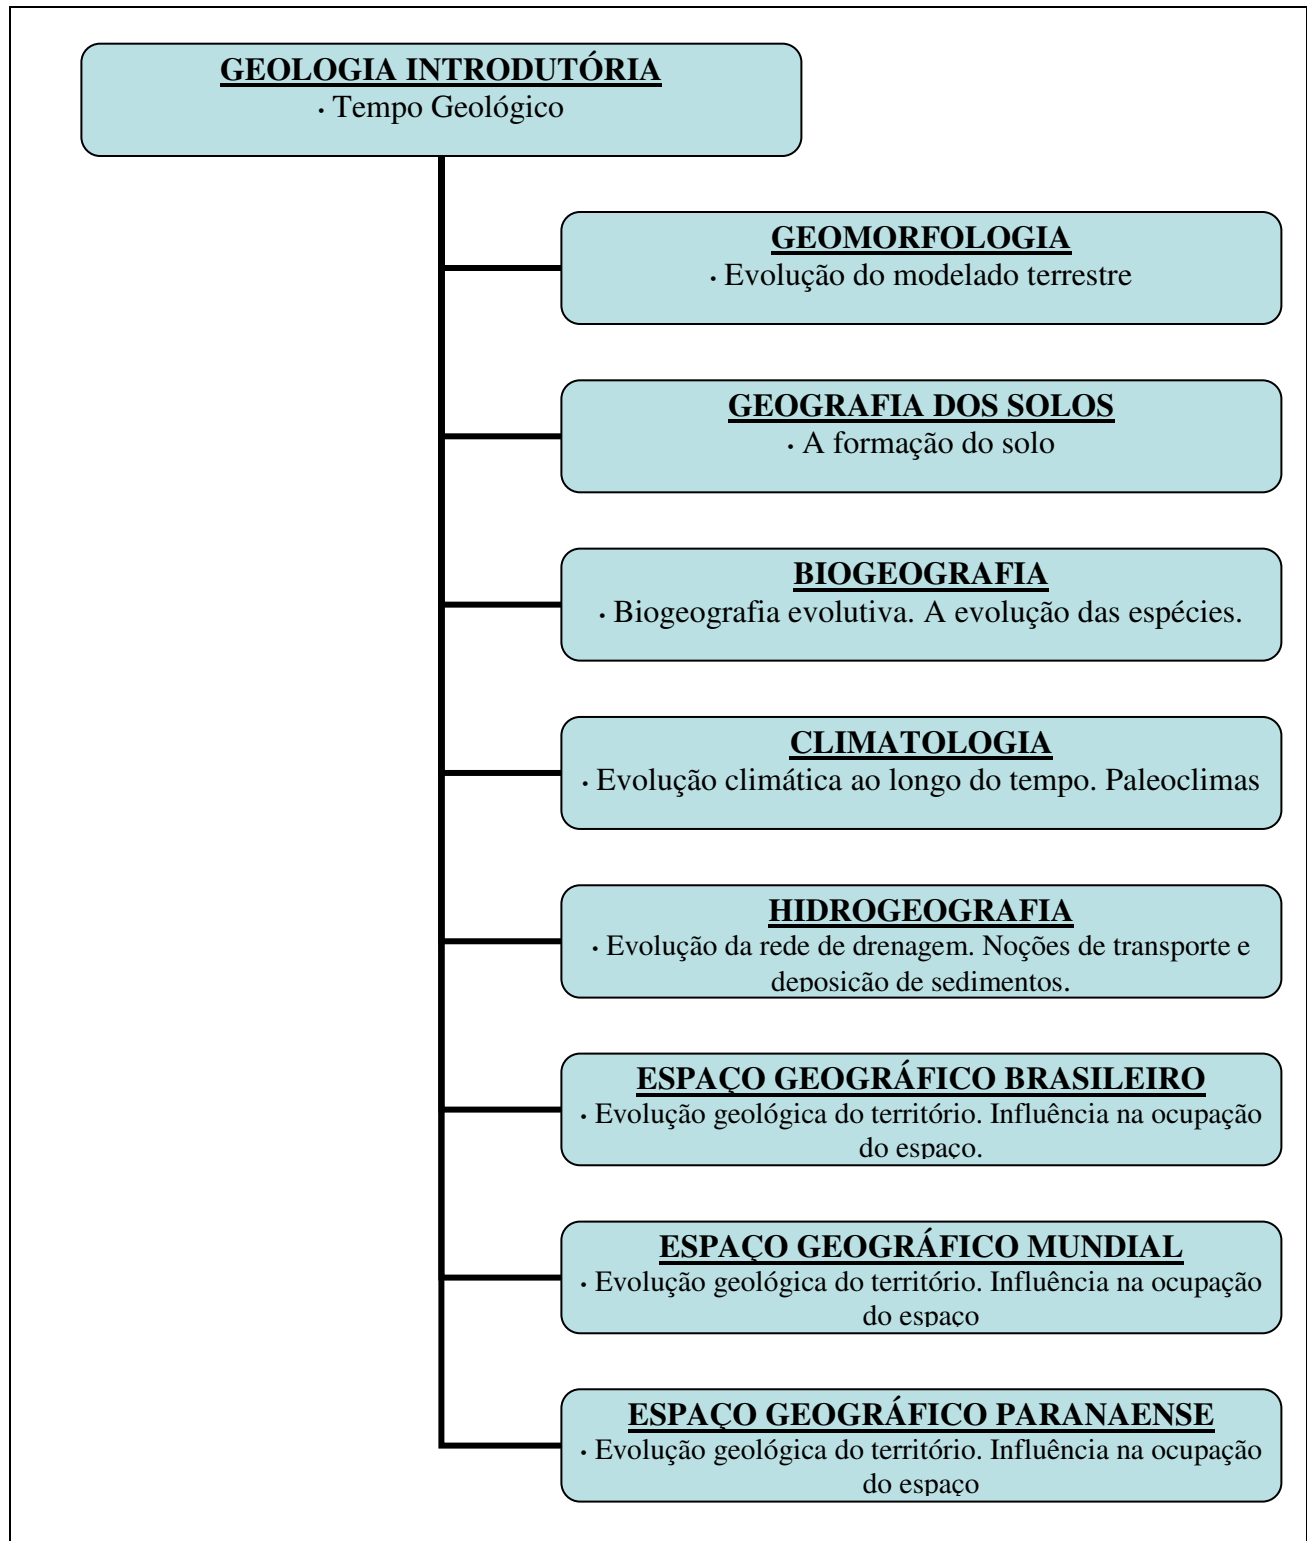 GEOLOGIA INTRODUTÓRIA
· Tempo Geológico
GEOMORFOLOGIA
· Evolução do modelado terrestre
GEOGRAFIA DOS SOLOS
· A formação do solo
BIOGEOGRAFIA
· Biogeografia evolutiva. A evolução das espécies.
CLIMATOLOGIA
· Evolução climática ao longo do tempo. Paleoclimas
HIDROGEOGRAFIA
· Evolução da rede de drenagem. Noções de transporte e
deposição de sedimentos.
ESPAÇO GEOGRÁFICO BRASILEIRO
· Evolução geológica do território. Influência na ocupação
do espaço.
ESPAÇO GEOGRÁFICO MUNDIAL
· Evolução geológica do território. Influência na ocupação
do espaço
ESPAÇO GEOGRÁFICO PARANAENSE
· Evolução geológica do território. Influência na ocupação
do espaço